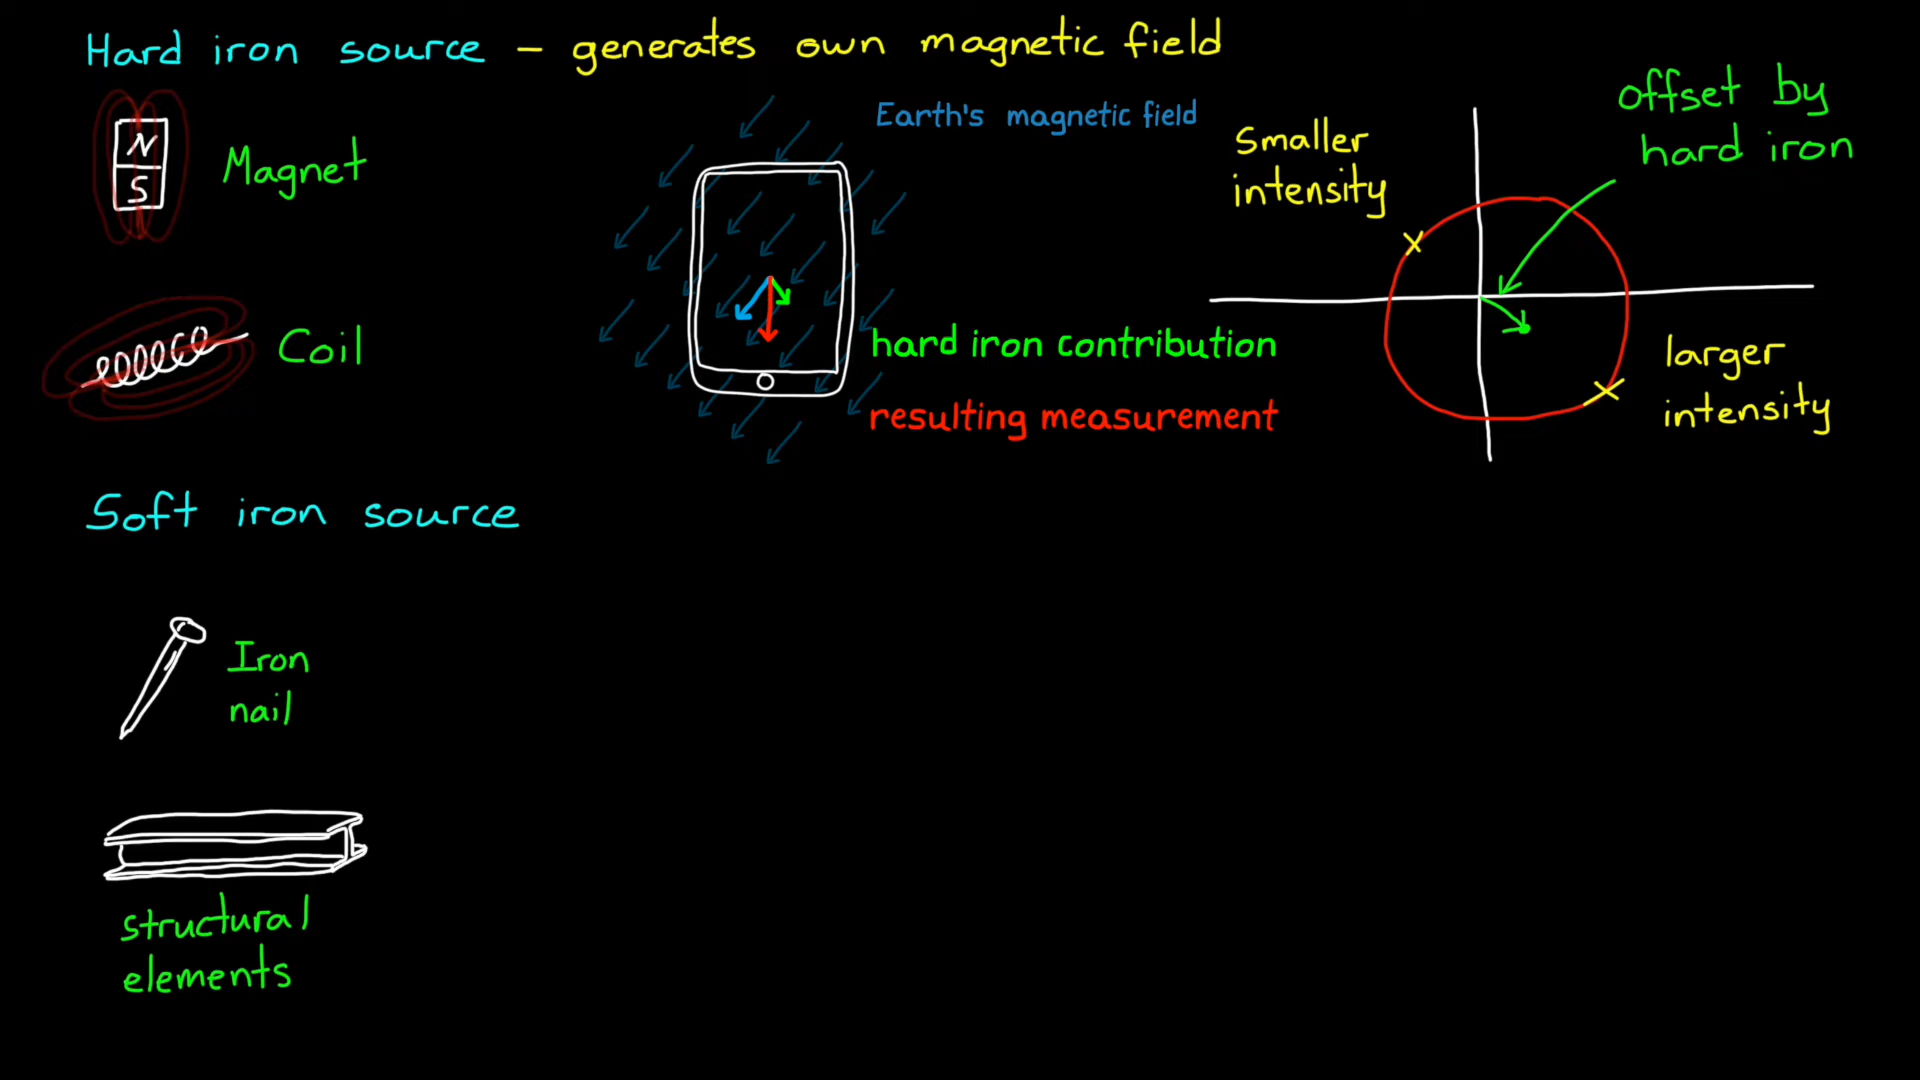 Hard iron source – generates own magnetic field
N
S
Magnet
Coil
Earth's magnetic field
hard iron contribution
resulting measurement
Smaller
intensity
offset by
hard iron
larger
intensity
Soft iron source
Iron
nail
structural
elements